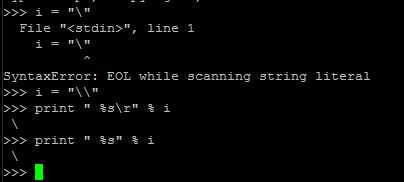 >>> i = "\"
  File "<stdin>", line 1
    i = "\"
          ^
SyntaxError: EOL while scanning string literal
>>> i = "\\"
>>> print " %s\r" % i
 \
>>> print " %s" % i
 \
>>>